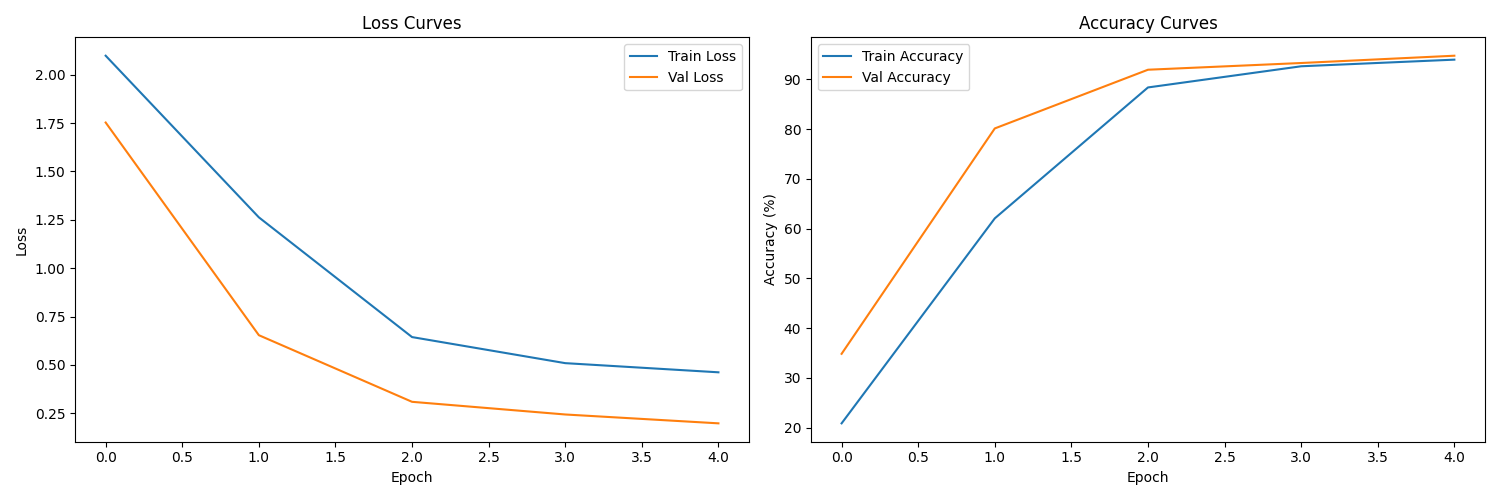 Loss Curves
Train Loss
Val Loss
2.00
1.75
1.50
1.25
1.00
0.75
0.50
0.25
Loss
0.0 0.5 1.0 1.5 2.0 2.5 3.0 3.5 4.0
Epoch
Accuracy Curves
Train Accuracy
Val Accuracy
90
80
70
60
50
40
30
20
Accuracy (%)
0.0 0.5 1.0 1.5 2.0 2.5 3.0 3.5 4.0
Epoch